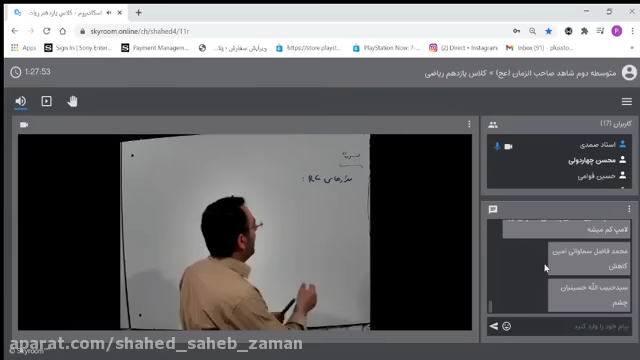 اسکای‌روم - کلاس یازدهم ریاض
skyroom.online/ch/shahed4/11r
Sign In | Sony Enter...
Payment Managem...
ویرایش سفارش
https://store.playst...
PlayStation Now: 7-...
(2) Direct • Instagram
Inbox (91) - plussto...
1:27:53
متوسطه دوم شاهد صاحب الزمان (عج) > کلاس یازدهم ریاضی
کاربران (17)
استاد صمدی
محسن چهاردولی
حسین قوامی
مدارهای RC :
لامپ کم میشه
محمد فاضل سماواتی امین
کاهش
سیدحبیب الله حسینیان
چشم
پیام خود را وارد کنید
aparat.com/shahed_saheb_zaman
© Skyroom